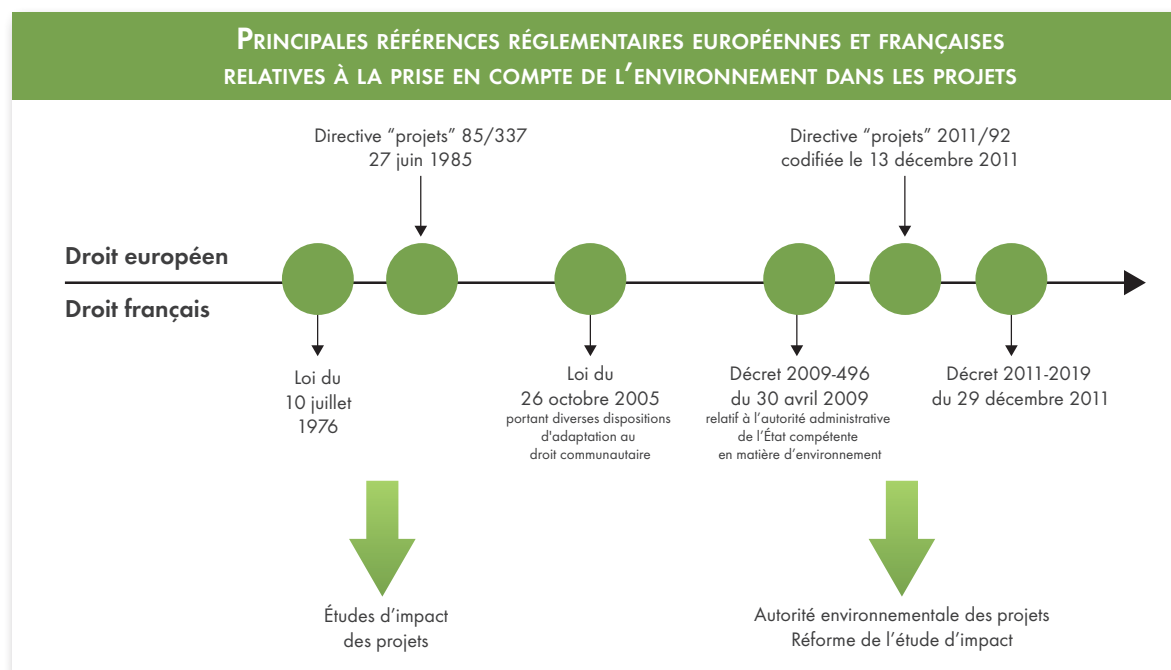 PRINCIPALES RÉFÉRENCES RÉGLEMENTAIRES EUROPÉENNES ET FRANÇAISES
RELATIVES À LA PRISE EN COMPTE DE L'ENVIRONNEMENT DANS LES PROJETS
Directive “projets” 85/337
27 juin 1985
Directive “projets” 2011/92
codifiée le 13 décembre 2011
Droit européen
Droit français
Loi du
10 juillet
1976
Loi du
26 octobre 2005
portant diverses dispositions
d'adaptation au
droit communautaire
Décret 2009-496
du 30 avril 2009
relatif à l’autorité administrative
de l’État compétente
en matière d’environnement
Décret 2011-2019
du 29 décembre 2011
Études d’impact
des projets
Autorité environnementale des projets
Réforme de l’étude d’impact